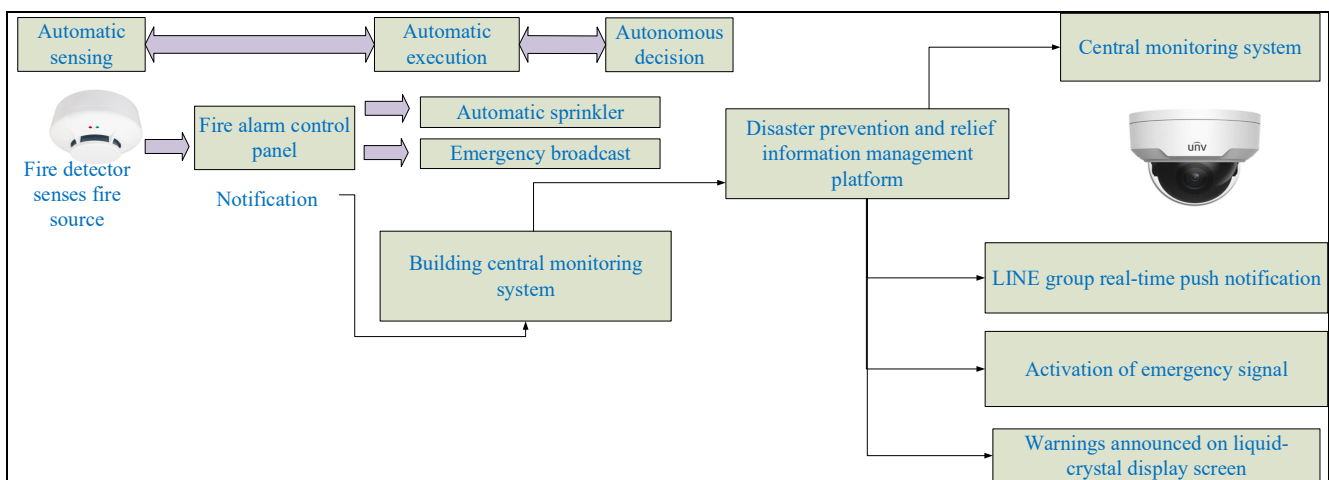 Automatic
sensing
Automatic
execution
Autonomous
decision
Central monitoring system
Fire detector
senses fire
source
Fire alarm control
panel
Automatic sprinkler
Emergency broadcast
Notification
Building central monitoring
system
Disaster prevention and relief
information management
platform
unv
LINE group real-time push notification
Activation of emergency signal
Warnings announced on liquid-
crystal display screen